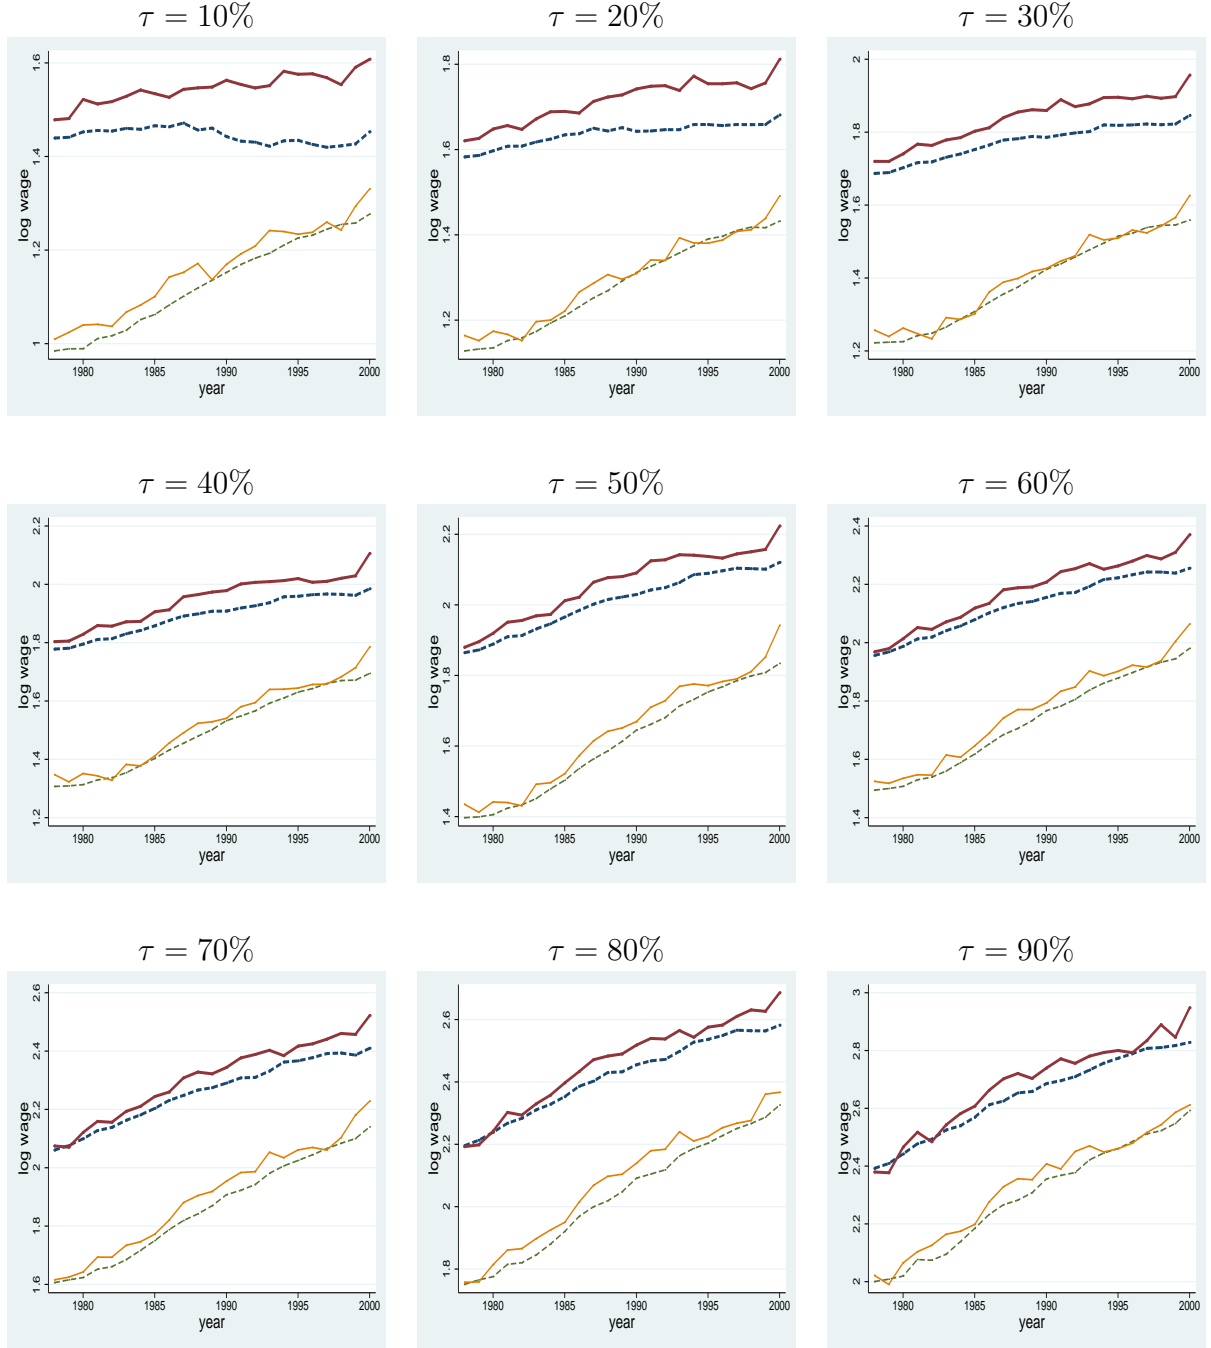 τ = 10%
τ = 20%
τ = 30%
log wage
1 1.2 1.4 1.6
1980 1985 1990 1995 2000
year
log wage
1.2 1.4 1.6 1.8
1980 1985 1990 1995 2000
year
log wage
1.2 1.4 1.6 1.8 2
1980 1985 1990 1995 2000
year
τ = 40%
τ = 50%
τ = 60%
log wage
1.2 1.4 1.6 1.8 2 2.2
1980 1985 1990 1995 2000
year
log wage
1.4 1.6 1.8 2 2.2
1980 1985 1990 1995 2000
year
log wage
1.4 1.6 1.8 2 2.2 2.4
1980 1985 1990 1995 2000
year
τ = 70%
τ = 80%
τ = 90%
log wage
1.6 1.8 2 2.2 2.4 2.6
1980 1985 1990 1995 2000
year
log wage
1.8 2 2.2 2.4 2.6
1980 1985 1990 1995 2000
year
log wage
2 2.2 2.4 2.6 2.8 3
1980 1985 1990 1995 2000
year